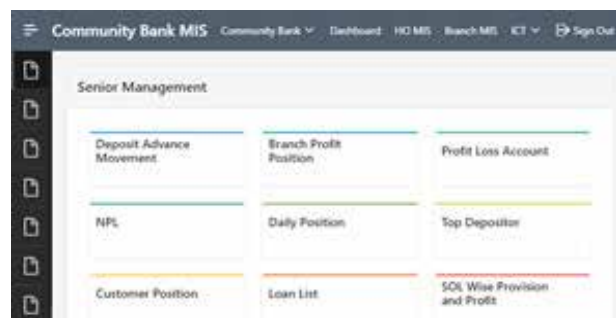 Community Bank MIS Community Bank Dashboard HO MIS Branch MIS ICT Sign Out
Senior Management
Deposit Advance
Movement
Branch Profit
Position
Profit Loss Account
NPL
Daily Position
Top Depositor
Customer Position
Loan List
SOL Wise Provision
and Profit